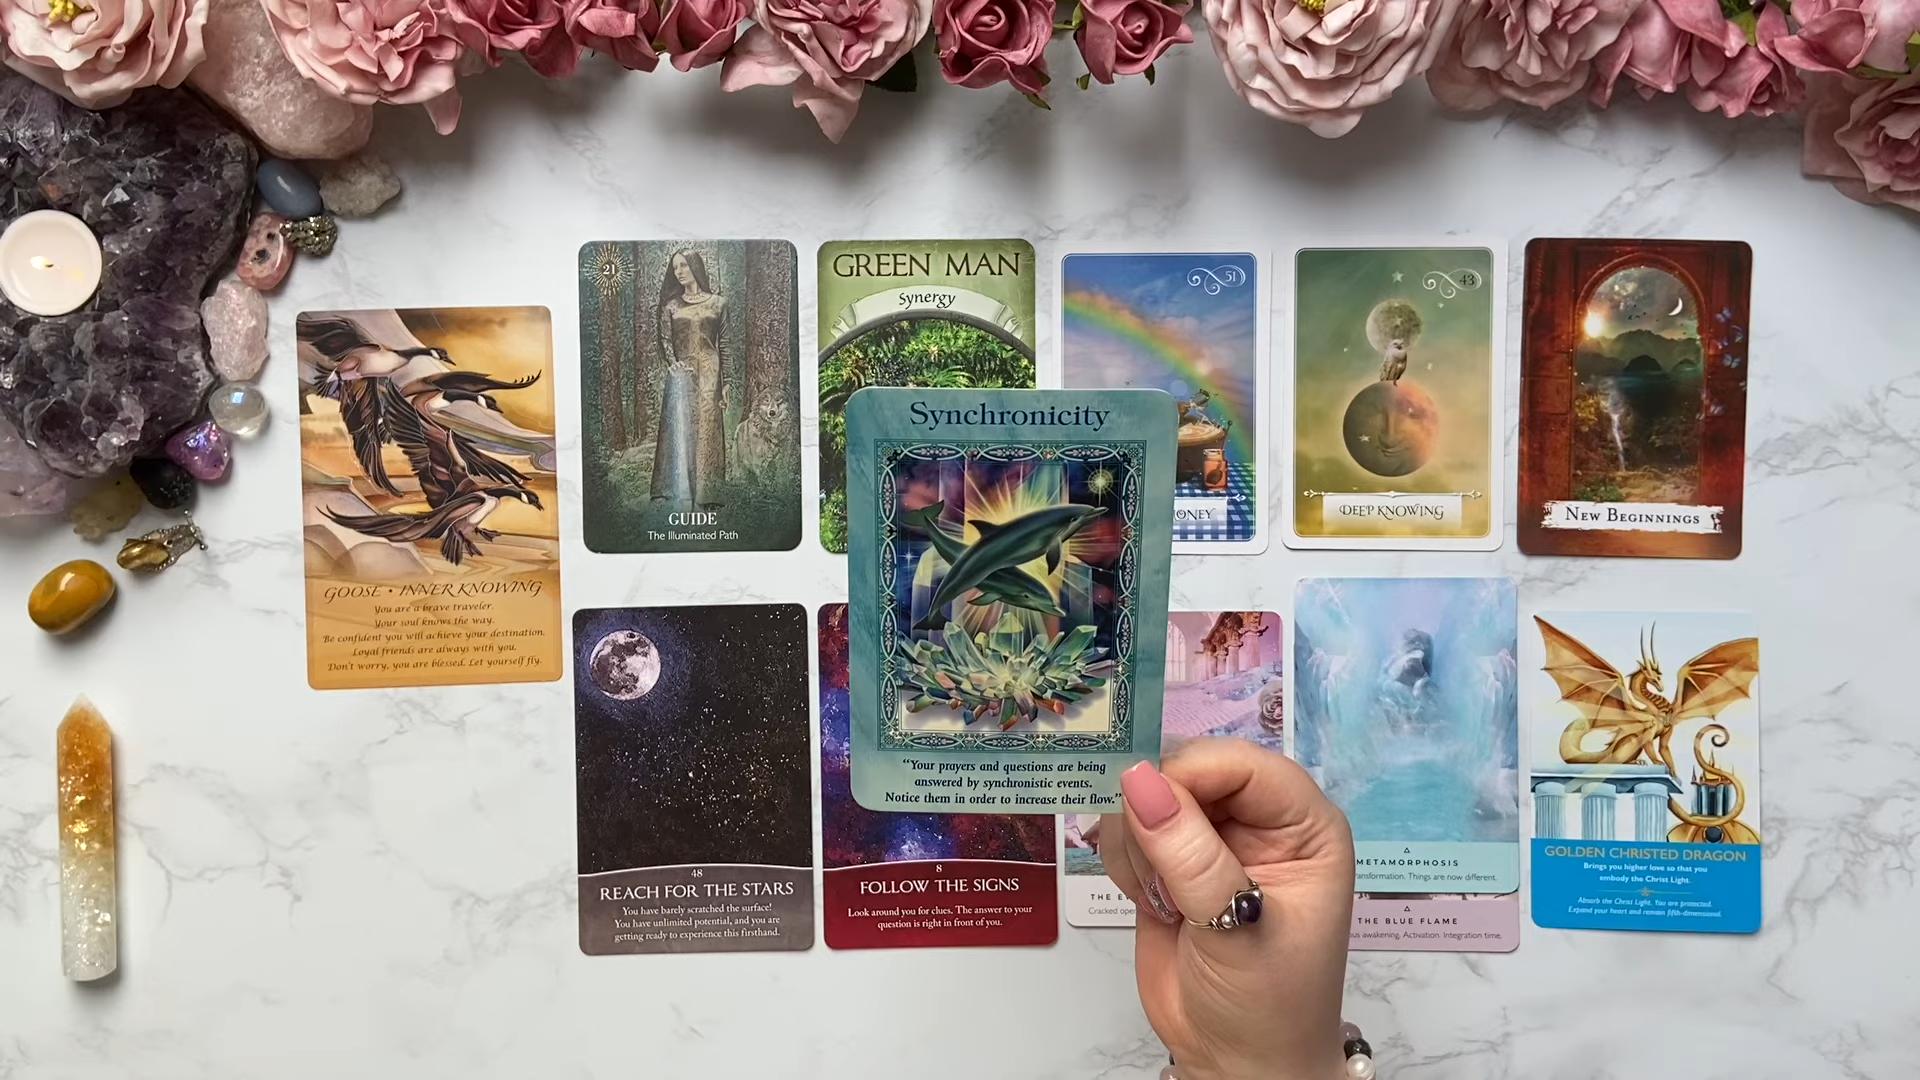 21
GUIDE
The Illuminated Path
GREEN MAN
Synergy
51
43
DEEP KNOWING
NEW BEGINNINGS
GOOSE • INNER KNOWING
You are a brave traveler.
Your soul knows the way.
Be confident you will achieve your destination.
Loyal friends are always with you.
Don't worry, you are blessed. Let yourself fly.
Synchronicity
"Your prayers and questions are being
answered by synchronistic events.
Notice them in order to increase their flow."
48
REACH FOR THE STARS
You have barely scratched the surface!
You have unlimited potential, and you are
getting ready to experience this firsthand.
8
FOLLOW THE SIGNS
Look around you for clues. The answer to your
question is right in front of you.
THE
Cracked open
METAMORPHOSIS
Things are now different.
THE BLUE FLAME
awakening. Activation. Integration time.
GOLDEN CHRISTED DRAGON
Brings you higher love so that you
embody the Christ Light.
Absorb the Christ Light. You are protected.
Expand your heart and remain fifth-dimensional.